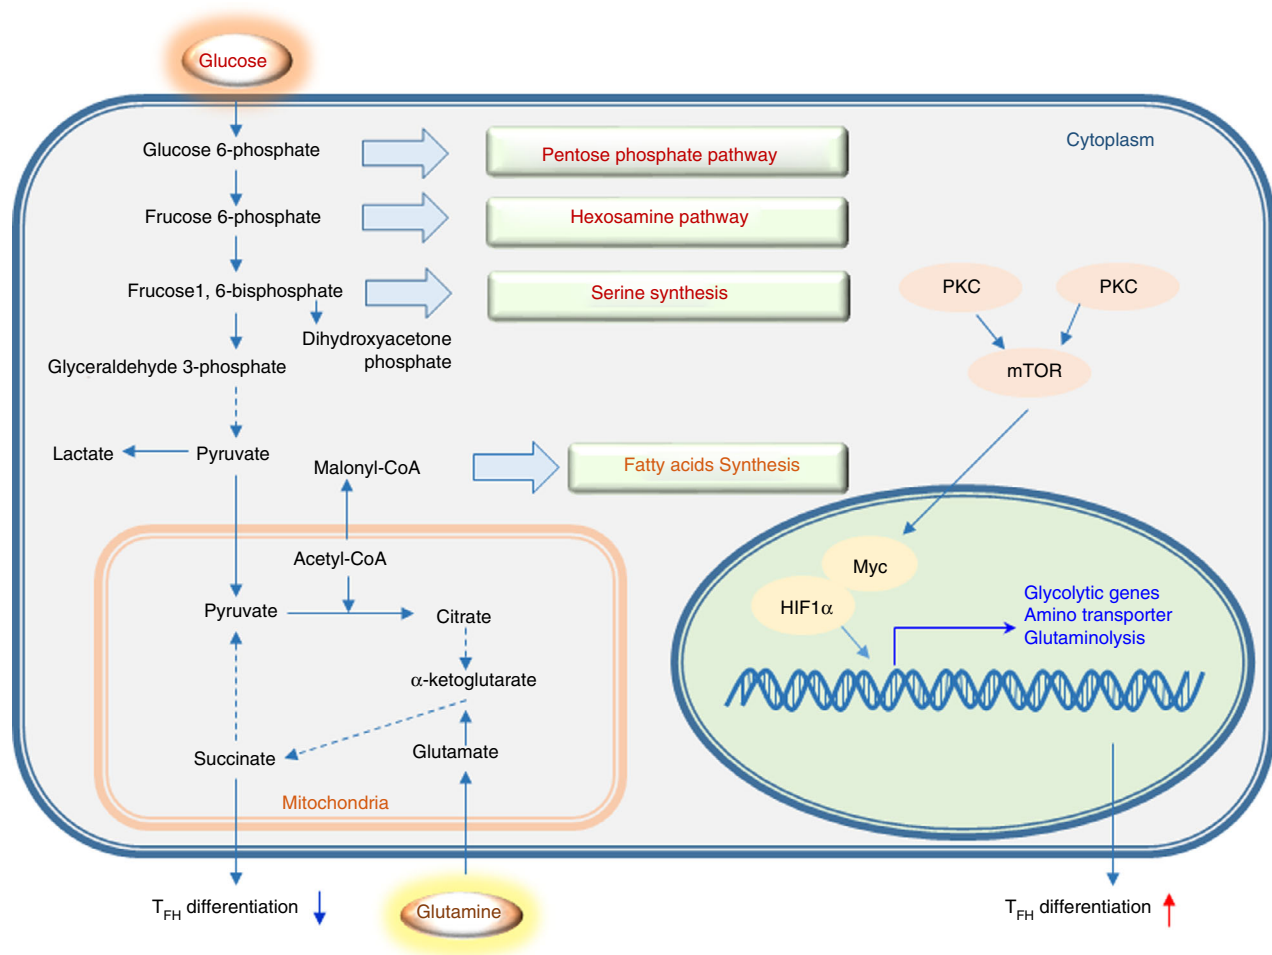 Glucose
Cytoplasm
Glucose 6-phosphate
Pentose phosphate pathway
Frucose 6-phosphate
Hexosamine pathway
Frucose1, 6-bisphosphate
Serine synthesis
PKC
PKC
Dihydroxyacetone
phosphate
Glyceraldehyde 3-phosphate
mTOR
Lactate
Pyruvate
Malonyl-CoA
Fatty acids Synthesis
Acetyl-CoA
Myc
HIF1α
Glycolytic genes
Amino transporter
Glutaminolysis
Pyruvate
Citrate
α-ketoglutarate
Succinate
Glutamate
Mitochondria
TFH differentiation
Glutamine
TFH differentiation